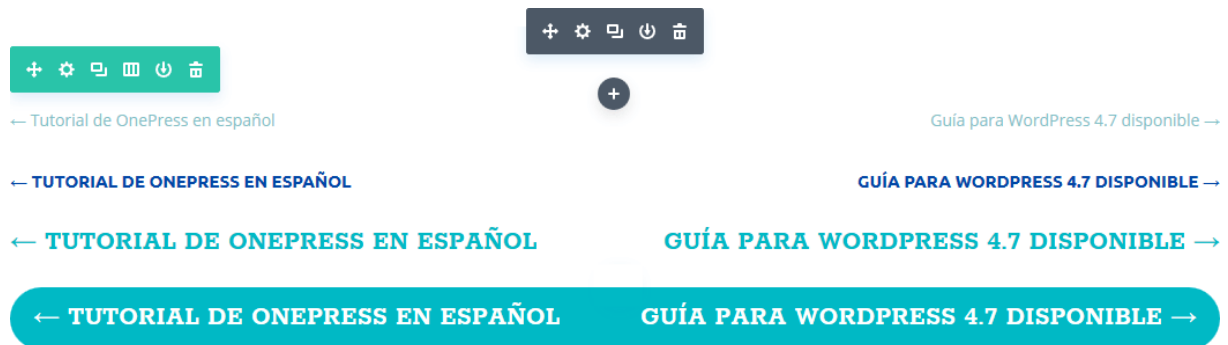 ← Tutorial de OnePress en español Guía para WordPress 4.7 disponible →
← TUTORIAL DE ONEPRESS EN ESPAÑOL GUÍA PARA WORDPRESS 4.7 DISPONIBLE →
← TUTORIAL DE ONEPRESS EN ESPAÑOL GUÍA PARA WORDPRESS 4.7 DISPONIBLE →
← TUTORIAL DE ONEPRESS EN ESPAÑOL GUÍA PARA WORDPRESS 4.7 DISPONIBLE →